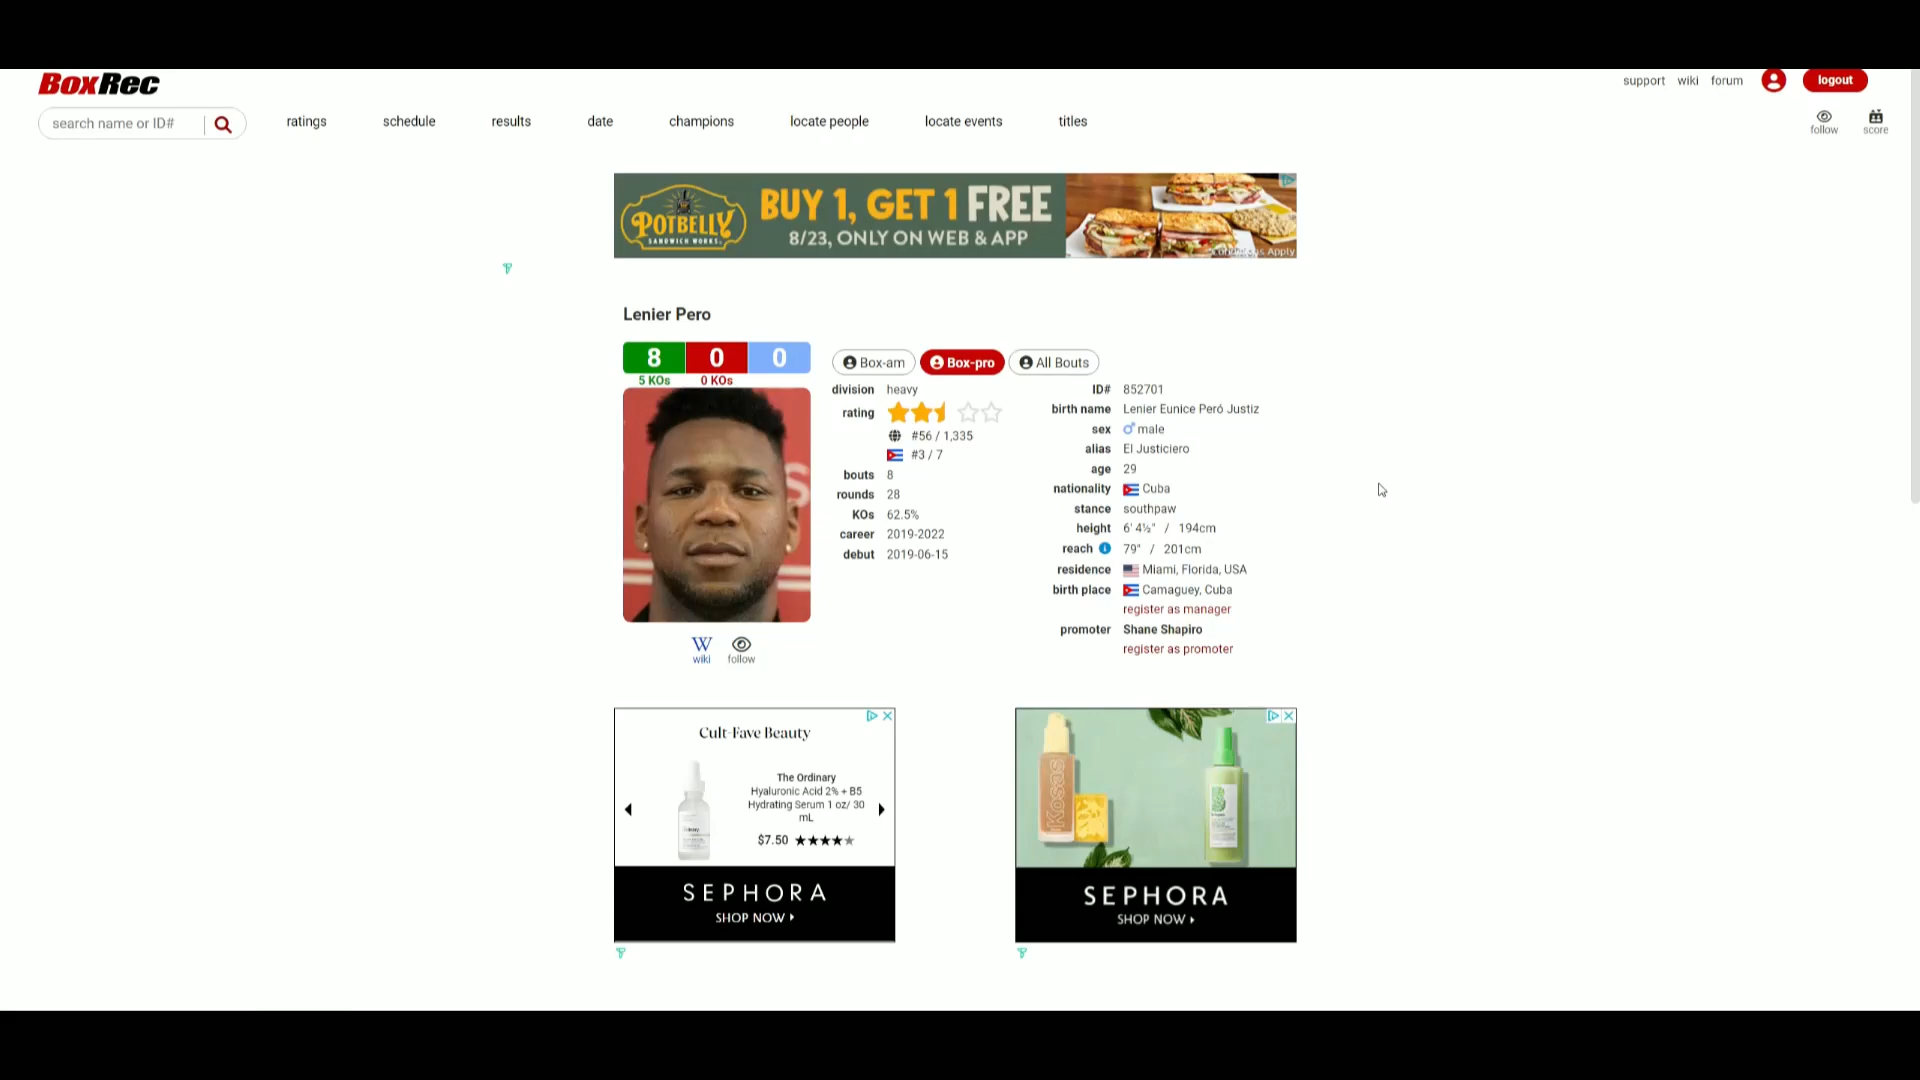 BoxRec
support wiki forum logout
search name or ID#
ratings schedule results date champions locate people locate events titles
follow score
POTBELLY
SANDWICH WORKS
BUY 1, GET 1 FREE
8/23, ONLY ON WEB & APP
Apply
Lenier Pero
8 0 0
5 KOs 0 KOs
Box-am Box-pro All Bouts
division heavy
rating
#56 / 1,335
#3 / 7
bouts 8
rounds 28
KOs 62.5%
career 2019-2022
debut 2019-06-15
ID# 852701
birth name Lenier Eunice Peró Justiz
sex male
alias El Justiciero
age 29
nationality Cuba
stance southpaw
height 6' 4½" / 194cm
reach 79" / 201cm
residence Miami, Florida, USA
birth place Camaguey, Cuba
register as manager
promoter Shane Shapiro
register as promoter
W
wiki follow
Cult-Fave Beauty
The Ordinary
Hyaluronic Acid 2% + B5
Hydrating Serum 1 oz/ 30
mL
$7.50
SEPHORA
SHOP NOW
Kosas
SEPHORA
SHOP NOW